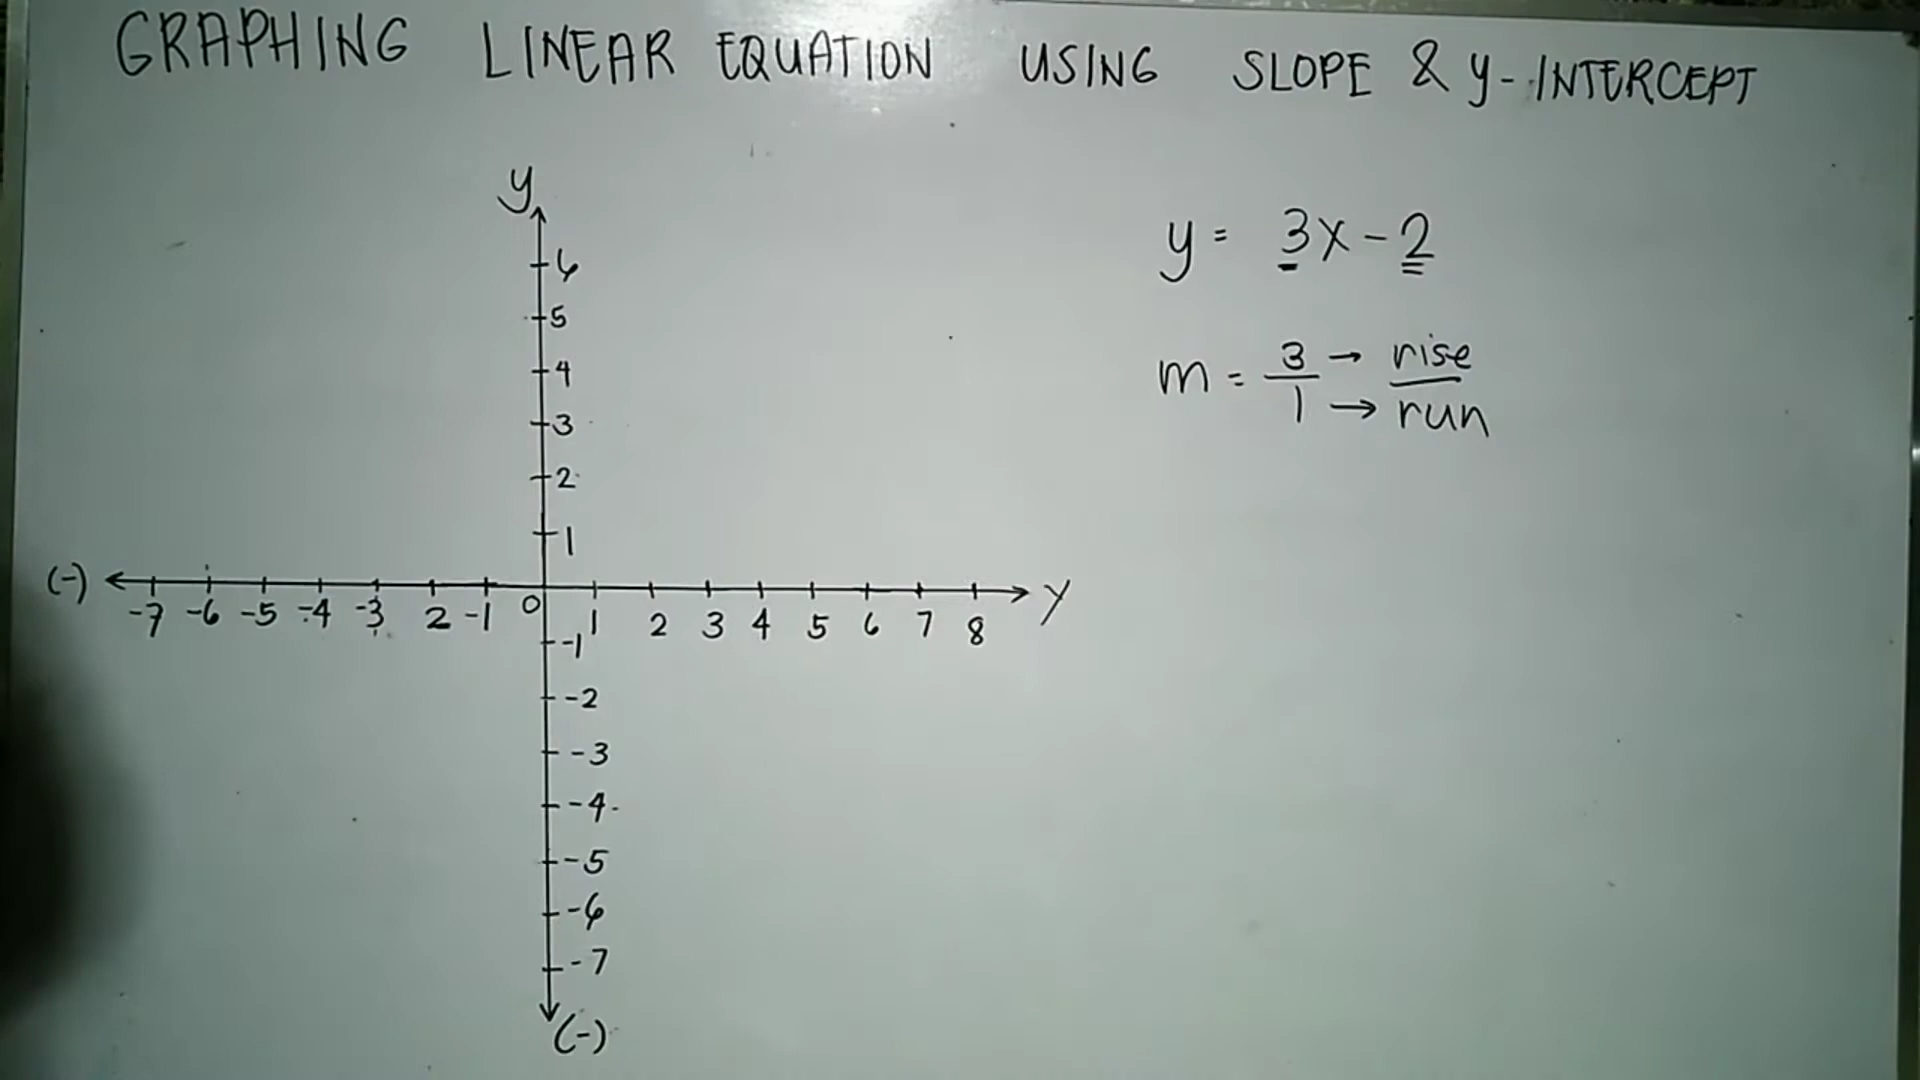 GRAPHING LINEAR EQUATION USING SLOPE & y-INTERCEPT
y
6
5
4
3
2
1
(-) -7 -6 -5 -4 -3 2 -1 0 1 2 3 4 5 6 7 8 y
-1
-2
-3
-4
-5
-6
-7
(-)
y = 3x - 2
m = 3/1 → rise/run